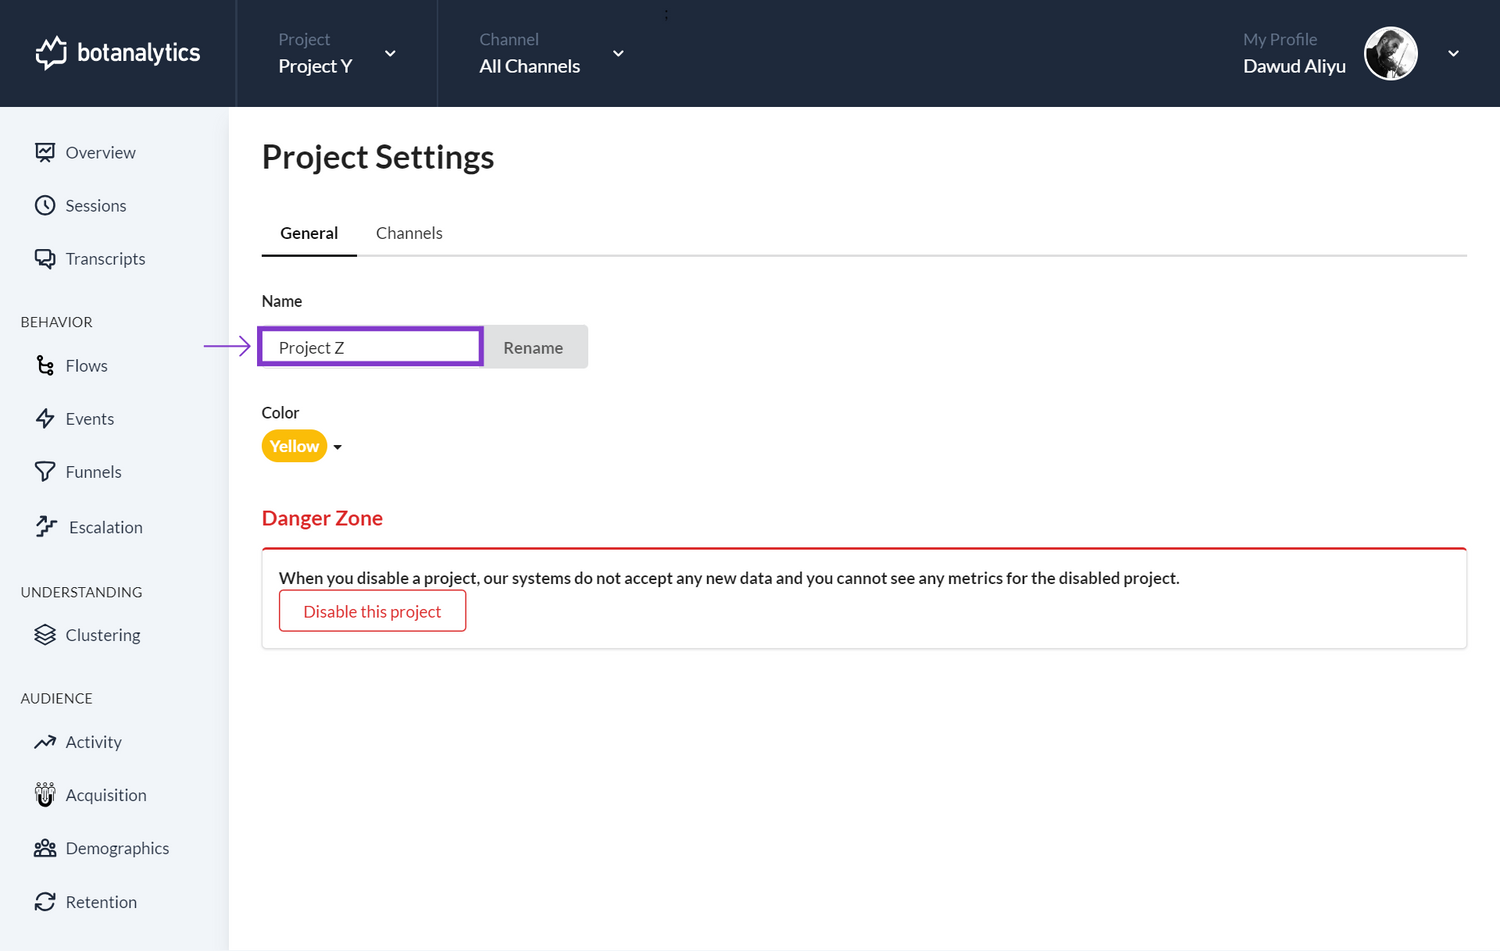 :
botanalytics
Project
Project Y
Channel
All Channels
My Profile
Dawud Aliyu
Overview
Sessions
Transcripts
BEHAVIOR
Flows
Events
Funnels
Escalation
UNDERSTANDING
Clustering
AUDIENCE
Activity
Acquisition
Demographics
Retention
Project Settings
General
Channels
Name
Project Z
Rename
Color
Yellow
Danger Zone
When you disable a project, our systems do not accept any new data and you cannot see any metrics for the disabled project.
Disable this project